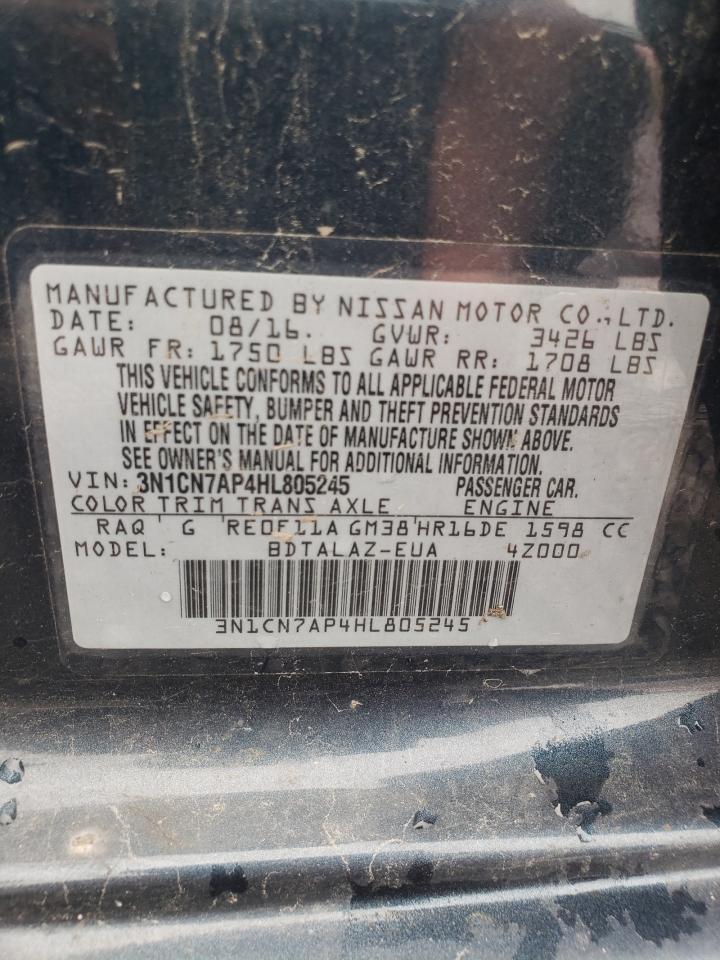 MANUFACTURED BY NISSAN MOTOR CO., LTD.
DATE: 08/16. GVWR: 3426 LBS
GAWR FR: 1750 LBS GAWR RR: 1708 LBS
THIS VEHICLE CONFORMS TO ALL APPLICABLE FEDERAL MOTOR
VEHICLE SAFETY, BUMPER AND THEFT PREVENTION STANDARDS
IN EFFECT ON THE DATE OF MANUFACTURE SHOWN ABOVE.
SEE OWNER'S MANUAL FOR ADDITIONAL INFORMATION.
VIN: 3N1CN7AP4HL805245 PASSENGER CAR.
COLOR TRIM TRANS AXLE ENGINE
RAQ G RE0F11A GM38 HR16DE 1598 CC
MODEL: BDTALAZ-EUA 4Z000
3N1CN7AP4HL805245